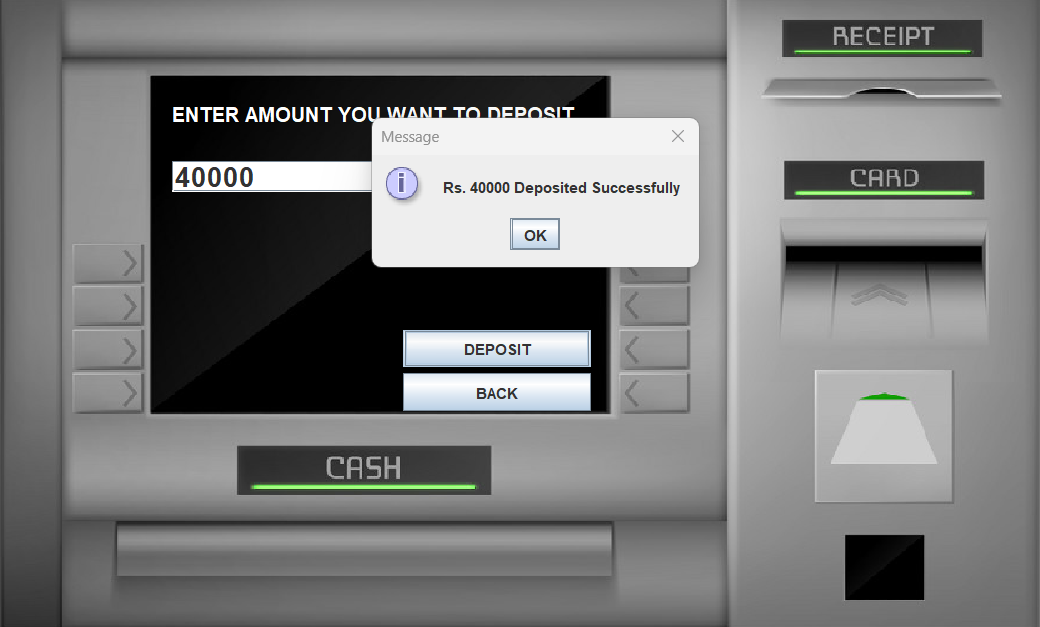 RECEIPT
ENTER AMOUNT YOU WANT TO DEPOSIT
Message
40000
Rs. 40000 Deposited Successfully
OK
CARD
DEPOSIT
BACK
CASH